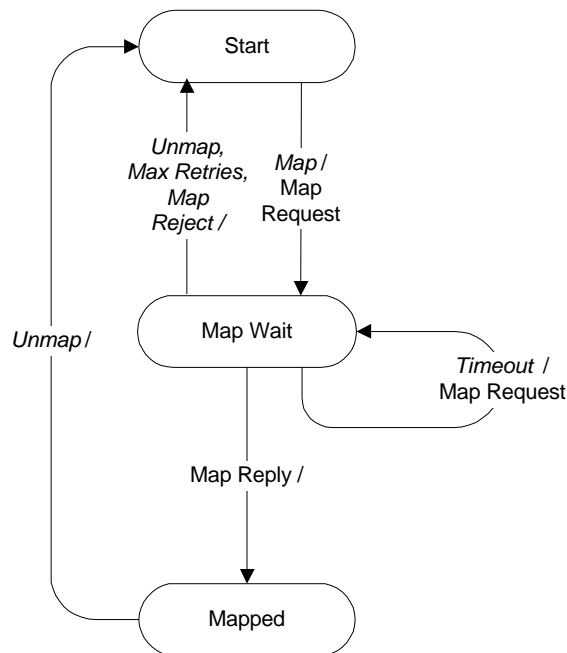 Start
Unmap,
Max Retries,
Map
Reject /
Map /
Map
Request
Map Wait
Unmap /
Timeout /
Map Request
Map Reply /
Mapped